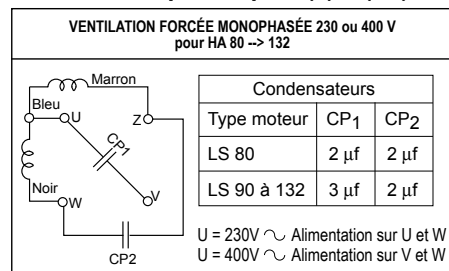 VENTILATION FORCÉE MONOPHASÉE 230 ou 400 V
pour HA 80 --> 132
Marron
Bleu
U
Z
CP1
Noir
V
W
CP2
Condensateurs
Type moteur CP1 CP2
LS 80 2 µf 2 µf
LS 90 à 132 3 µf 2 µf
U = 230V ∿ Alimentation sur U et W
U = 400V ∿ Alimentation sur V et W